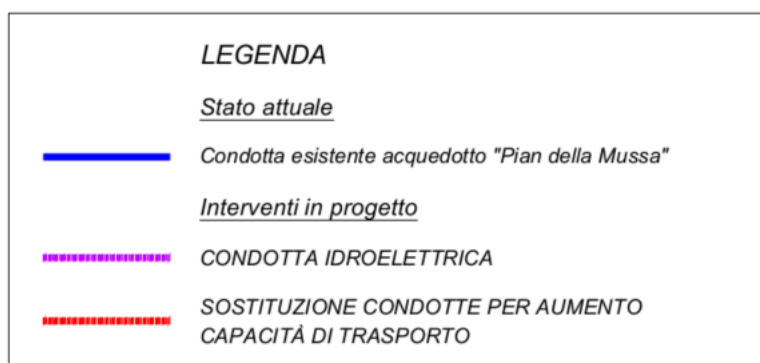 LEGENDA
Stato attuale
Condotta esistente acquedotto "Pian della Mussa"
Interventi in progetto
CONDOTTA IDROELETTRICA
SOSTITUZIONE CONDOTTE PER AUMENTO
CAPACITÀ DI TRASPORTO